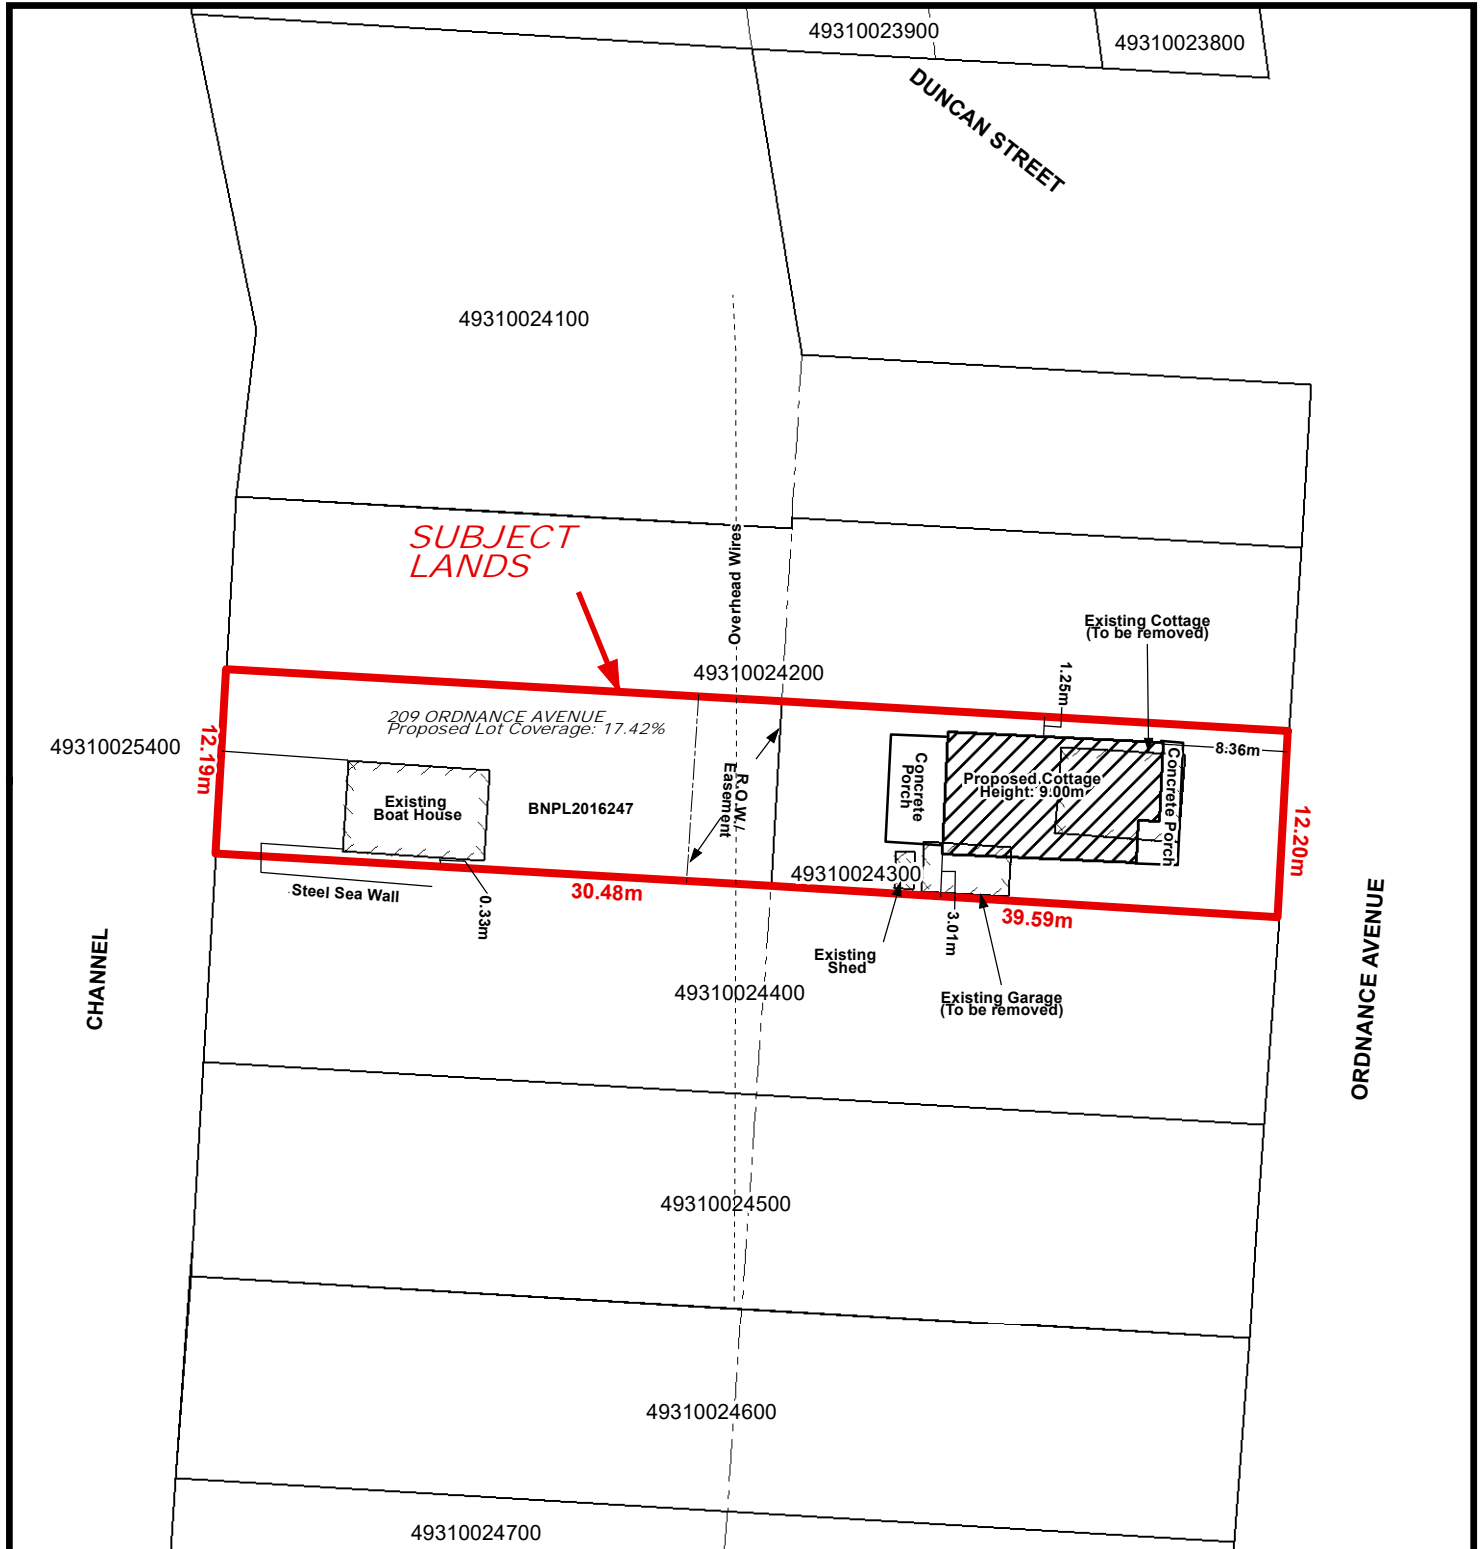 49310023900
49310023800
DUNCAN STREET
49310024100
SUBJECT
LANDS
Overhead Wires
Existing Cottage
(To be removed)
49310024200
1.25m
209 ORDNANCE AVENUE
Proposed Lot Coverage: 17.42%
12.19m
49310025400
8.36m
R.O.W./
Easement
Concrete
Porch
Proposed Cottage
Height: 9.00m
Concrete Porch
Existing
Boat House
BNPL2016247
12.20m
49310024300
Steel Sea Wall
30.48m
0.33m
3.01m
39.59m
Existing
Shed
Existing Garage
(To be removed)
CHANNEL
ORDNANCE AVENUE
49310024400
49310024500
49310024600
49310024700